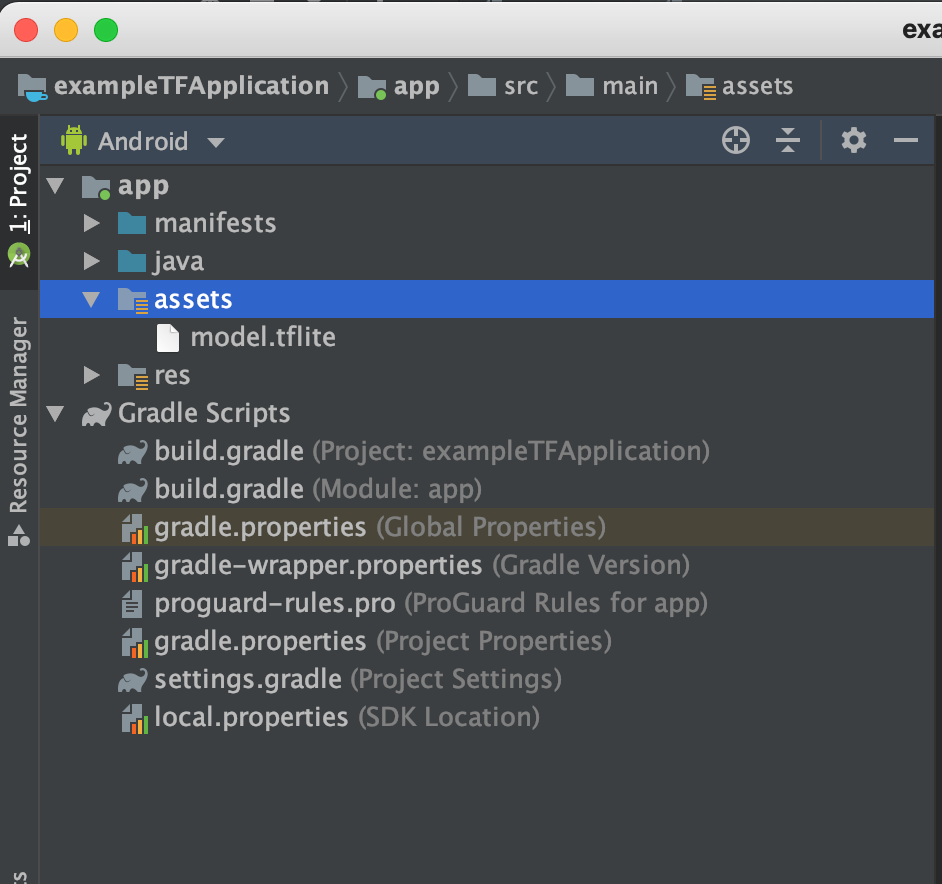 exa
exampleTFApplication app src main assets
1: Project
Android
app
manifests
java
assets
model.tflite
res
Resource Manager
Gradle Scripts
build.gradle (Project: exampleTFApplication)
build.gradle (Module: app)
gradle.properties (Global Properties)
gradle-wrapper.properties (Gradle Version)
proguard-rules.pro (ProGuard Rules for app)
gradle.properties (Project Properties)
settings.gradle (Project Settings)
local.properties (SDK Location)